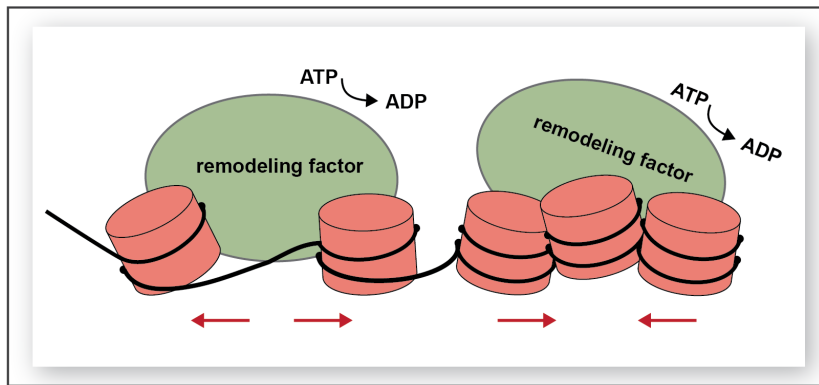 ATP
ADP
remodeling factor
ATP
ADP
remodeling factor